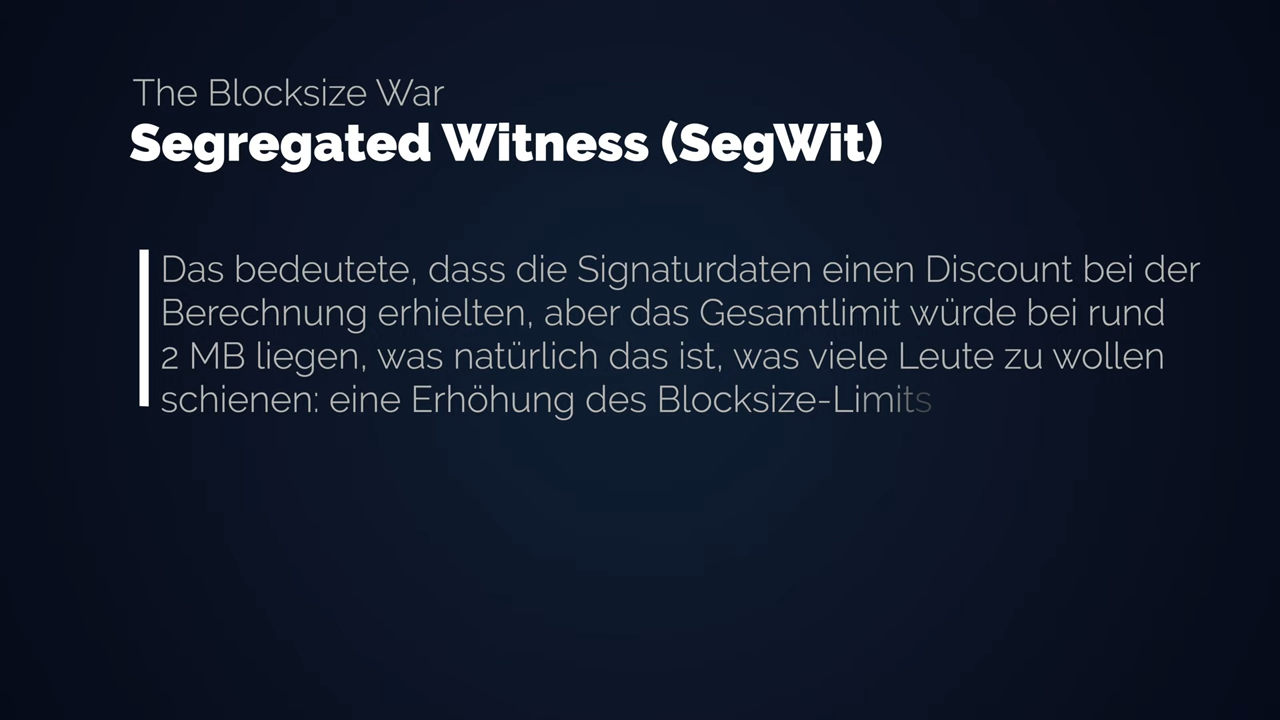 The Blocksize War
Segregated Witness (SegWit)
Das bedeutete, dass die Signaturdaten einen Discount bei der
Berechnung erhielten, aber das Gesamtlimit würde bei rund
2 MB liegen, was natürlich das ist, was viele Leute zu wollen
schienen: eine Erhöhung des Blocksize-Limits